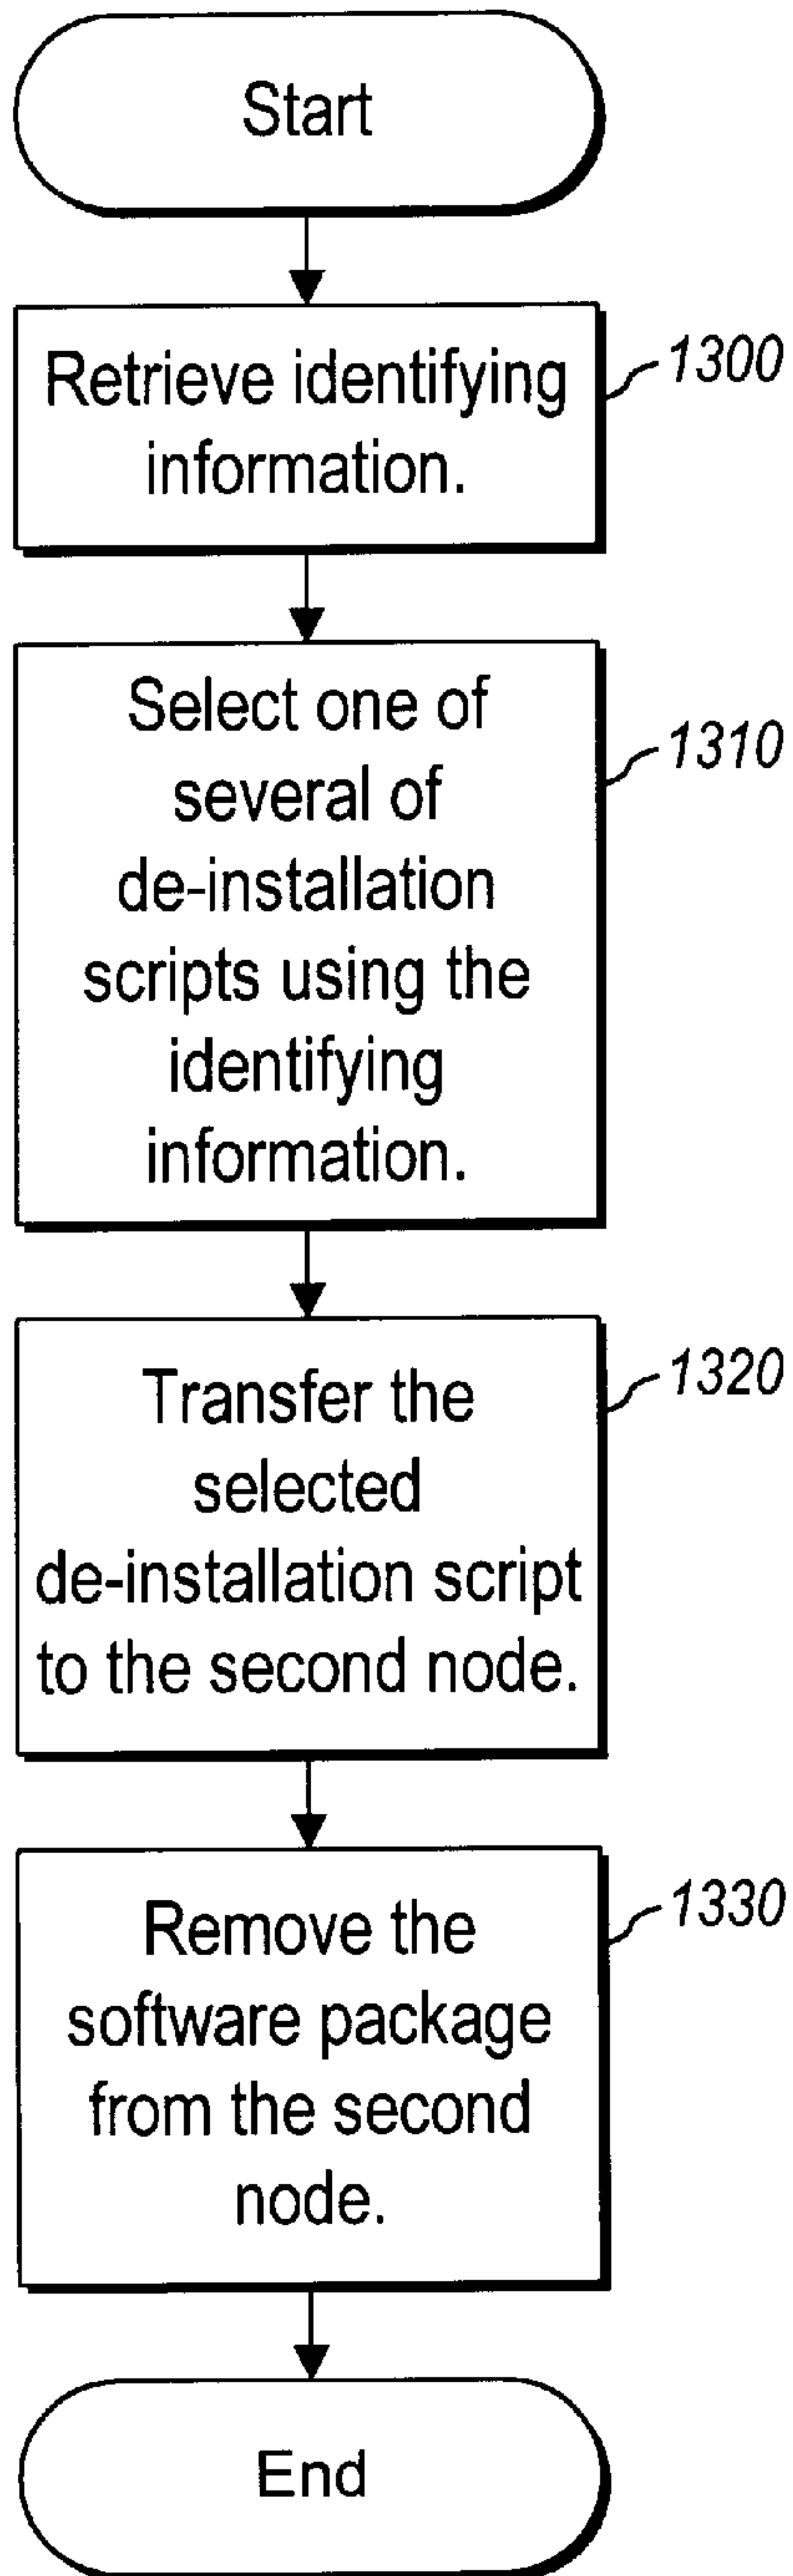 Start
Retrieve identifying
information.
1300
Select one of
several of
de-installation
scripts using the
identifying
information.
1310
Transfer the
selected
de-installation script
to the second node.
1320
Remove the
software package
from the second
node.
1330
End